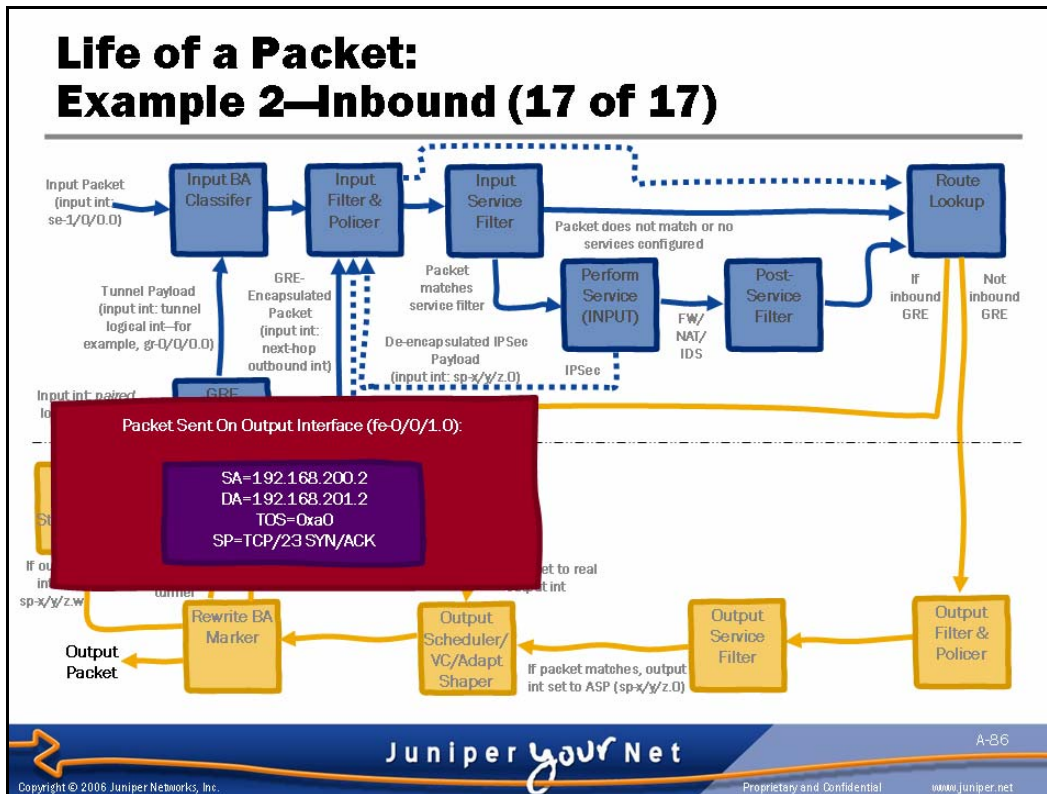 Life of a Packet:
Example 2—Inbound (17 of 17)
Input Packet
(input int:
se-1/0/0.0)
Input BA
Classifer
Input
Filter &
Policer
Input
Service
Filter
Packet does not match or no
services configured
Route
Lookup
Tunnel Payload
(input int: tunnel
logical int—for
example, gr-0/0/0.0)
GRE-
Encapsulated
Packet
(input int:
next-hop
outbound int)
Packet
matches
service filter
Perform
Service
(INPUT)
FW/
NAT/
IDS
Post-
Service
Filter
If
inbound
GRE
Not
inbound
GRE
De-encapsulated IPSec
Payload
(input int: sp-x/y/z.0)
IPSec
Input int: paired
GRE
Packet Sent On Output Interface (fe-0/0/1.0):
SA=192.168.200.2
DA=192.168.201.2
TOS=0xa0
SP=TCP/23 SYN/ACK
If
int
sp-x/y/z.
tunnel
to real
int
Rewrite BA
Marker
Output
Packet
Output
Scheduler/
VC/Adapt
Shaper
If packet matches, output
int set to ASP (sp-x/y/z.0)
Output
Service
Filter
Output
Filter &
Policer
Juniper your Net
A-86
Copyright © 2006 Juniper Networks, Inc.
Proprietary and Confidential
www.juniper.net